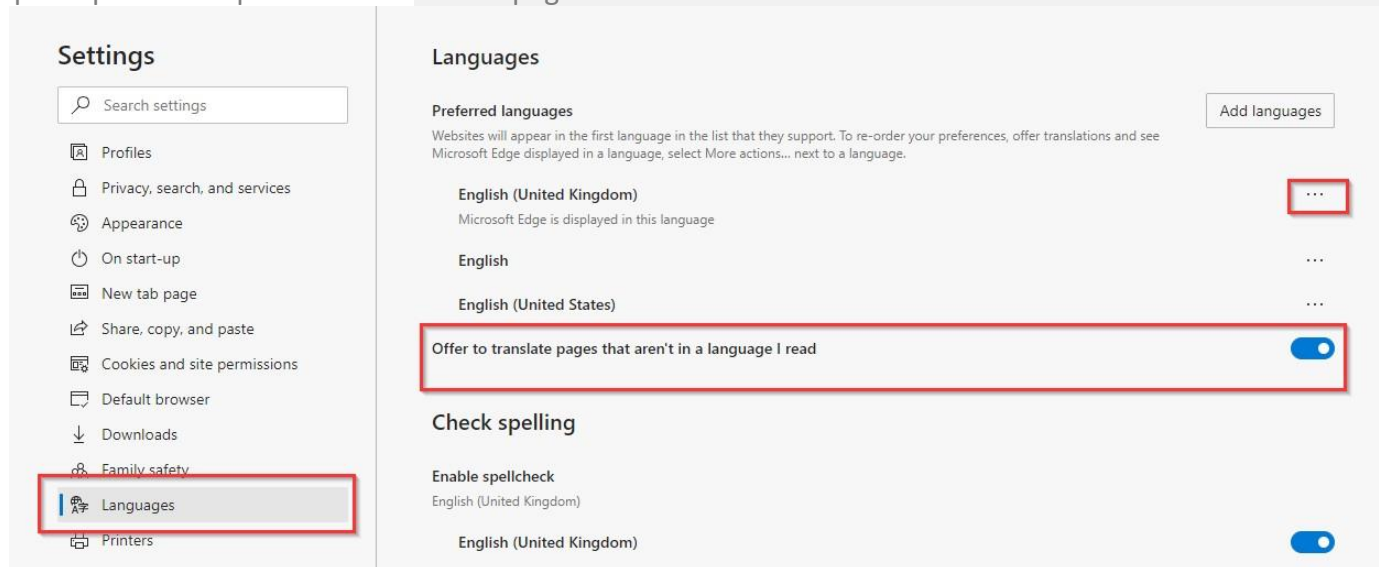 Settings
Search settings
Profiles
Privacy, search, and services
Appearance
On start-up
New tab page
Share, copy, and paste
Cookies and site permissions
Default browser
Downloads
Family safety
Languages
Printers
Languages
Preferred languages
Add languages
Websites will appear in the first language in the list that they support. To re-order your preferences, offer translations and see
Microsoft Edge displayed in a language, select More actions... next to a language.
English (United Kingdom)
...
Microsoft Edge is displayed in this language
English
...
English (United States)
...
Offer to translate pages that aren't in a language I read
Check spelling
Enable spellcheck
English (United Kingdom)
English (United Kingdom)